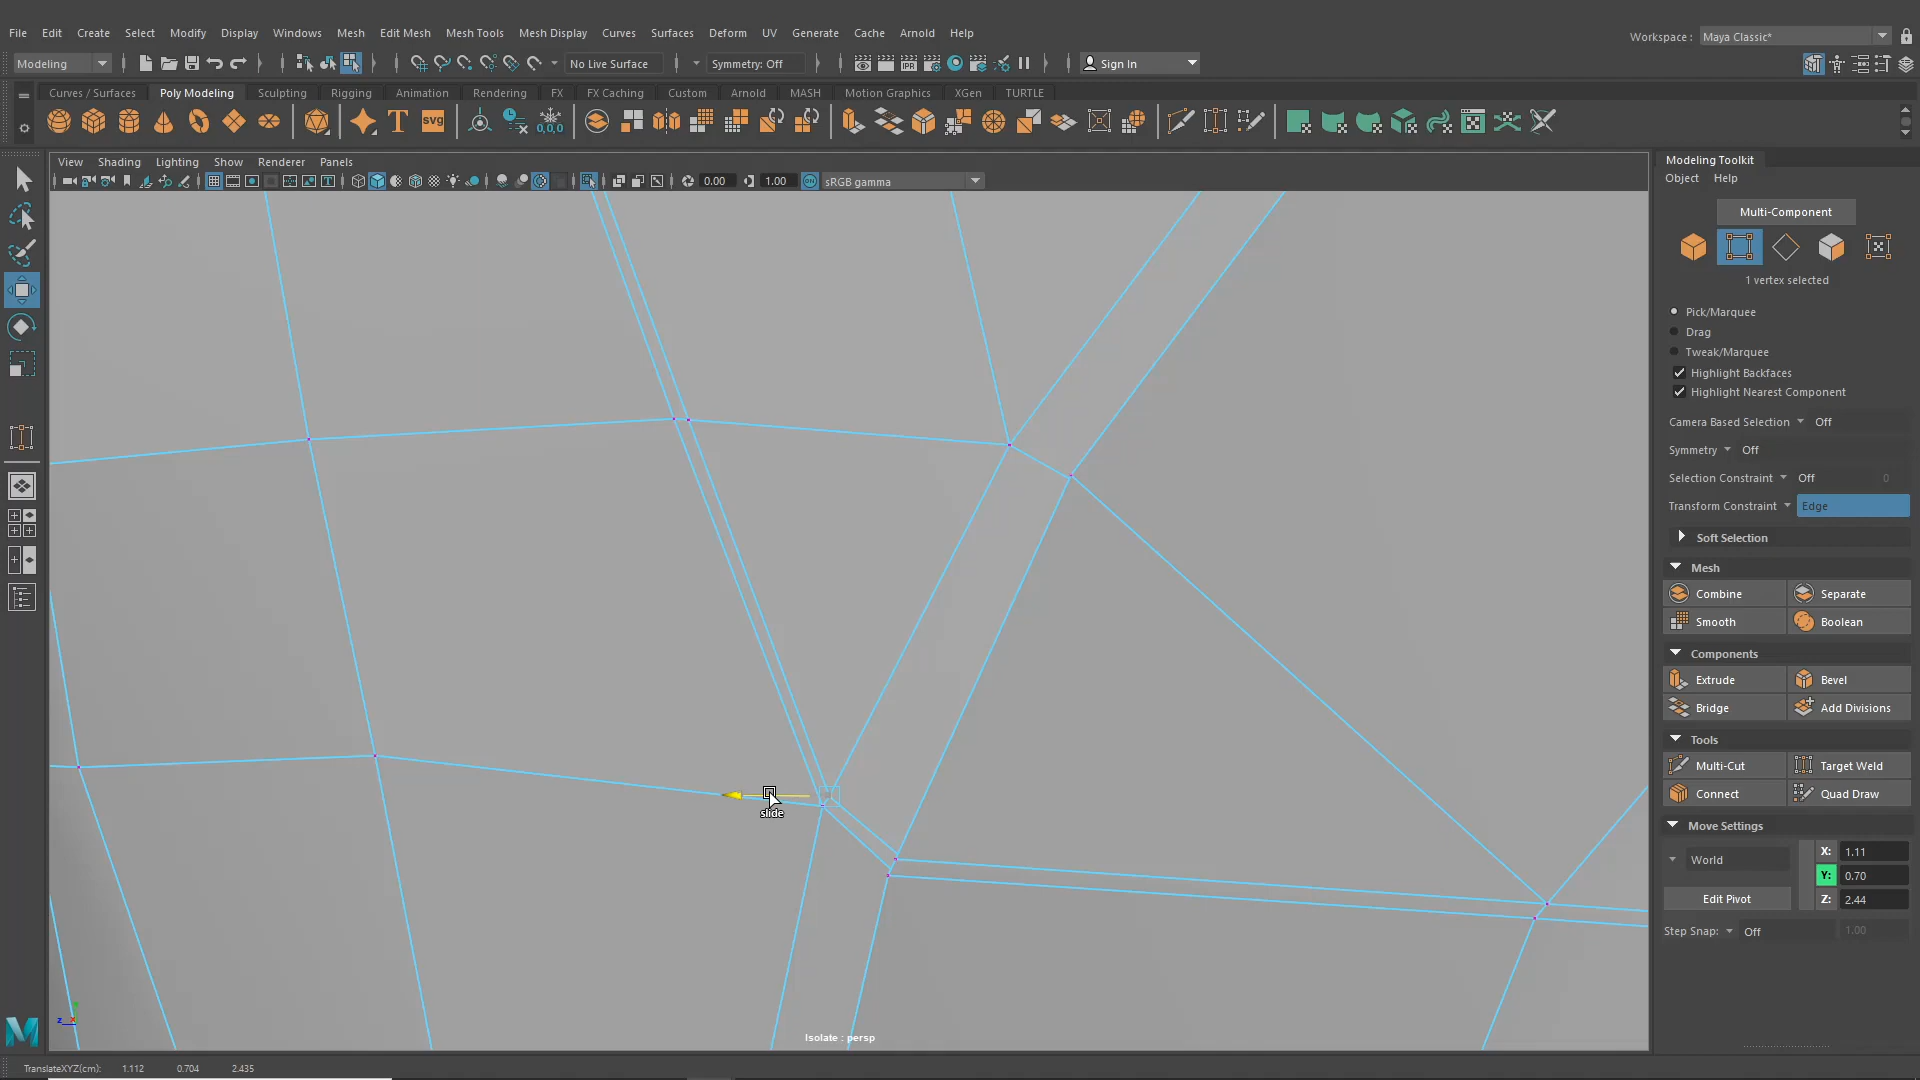 File Edit Create Select Modify Display Windows Mesh Edit Mesh Mesh Tools Mesh Display Curves Surfaces Deform UV Generate Cache Arnold Help
Workspace : Maya Classic*
Modeling No Live Surface Symmetry: Off Sign In
Curves / Surfaces Poly Modeling Sculpting Rigging Animation Rendering FX FX Caching Custom Arnold MASH Motion Graphics XGen TURTLE
T svg 0,0,0
View Shading Lighting Show Renderer Panels
0.00 1.00 ON sRGB gamma
slide
z x
Isolate : persp
Modeling Toolkit
Object Help
Multi-Component
1 vertex selected
Pick/Marquee
Drag
Tweak/Marquee
Highlight Backfaces
Highlight Nearest Component
Camera Based Selection Off
Symmetry Off
Selection Constraint Off 0
Transform Constraint Edge
Soft Selection
Mesh
Combine Separate
Smooth Boolean
Components
Extrude Bevel
Bridge Add Divisions
Tools
Multi-Cut Target Weld
Connect Quad Draw
Move Settings
World X: 1.11
Y: 0.70
Edit Pivot Z: 2.44
Step Snap: Off 1.00
M
TranslateXYZ(cm): 1.112 0.704 2.435